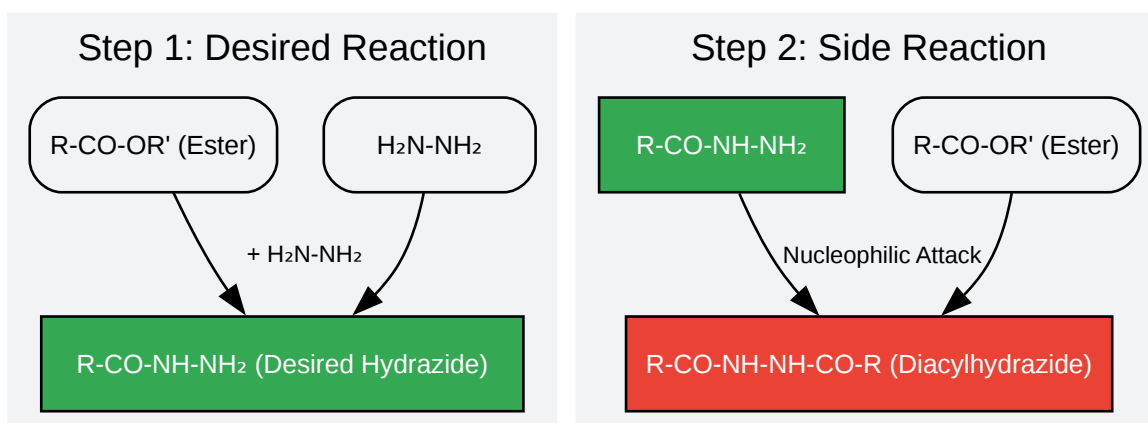 Step 1: Desired Reaction
R-CO-OR' (Ester)
H₂N-NH₂
+ H₂N-NH₂
R-CO-NH-NH₂ (Desired Hydrazide)
Step 2: Side Reaction
R-CO-NH-NH₂
R-CO-OR' (Ester)
Nucleophilic Attack
R-CO-NH-NH-CO-R (Diacylhydrazide)